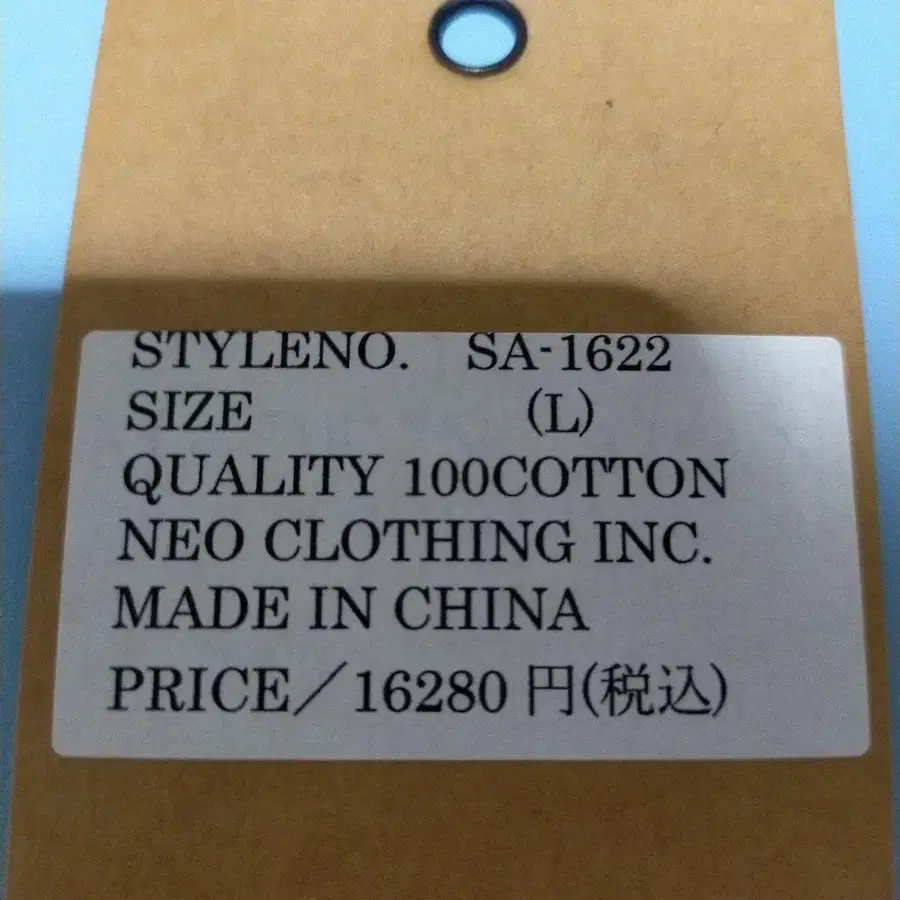 STYLENO. SA-1622
SIZE (L)
QUALITY 100COTTON
NEO CLOTHING INC.
MADE IN CHINA
PRICE／16280 円(税込)